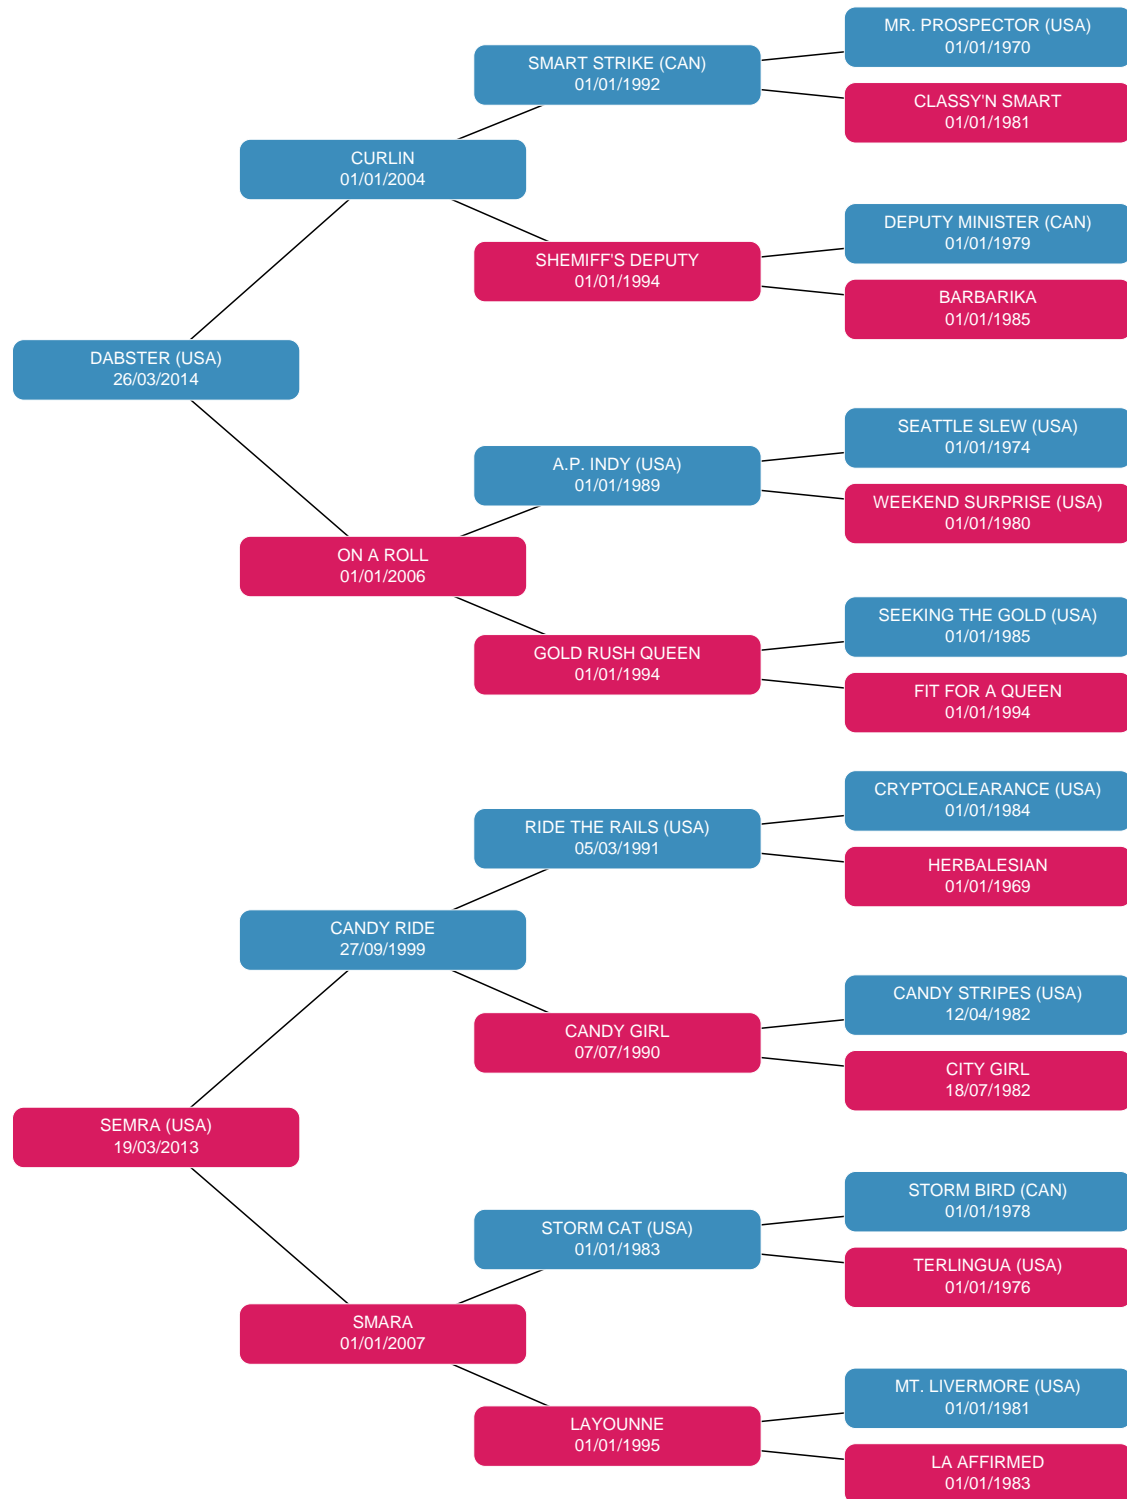 MR. PROSPECTOR (USA)
01/01/1970
SMART STRIKE (CAN)
01/01/1992
CLASSY'N SMART
01/01/1981
CURLIN
01/01/2004
DEPUTY MINISTER (CAN)
01/01/1979
SHEMIFF'S DEPUTY
01/01/1994
BARBARIKA
01/01/1985
DABSTER (USA)
26/03/2014
SEATTLE SLEW (USA)
01/01/1974
A.P. INDY (USA)
01/01/1989
WEEKEND SURPRISE (USA)
01/01/1980
ON A ROLL
01/01/2006
SEEKING THE GOLD (USA)
01/01/1985
GOLD RUSH QUEEN
01/01/1994
FIT FOR A QUEEN
01/01/1994
CRYPTOCLEARANCE (USA)
01/01/1984
RIDE THE RAILS (USA)
05/03/1991
HERBALESIAN
01/01/1969
CANDY RIDE
27/09/1999
CANDY STRIPES (USA)
12/04/1982
CANDY GIRL
07/07/1990
CITY GIRL
18/07/1982
SEMRA (USA)
19/03/2013
STORM BIRD (CAN)
01/01/1978
STORM CAT (USA)
01/01/1983
TERLINGUA (USA)
01/01/1976
SMARA
01/01/2007
MT. LIVERMORE (USA)
01/01/1981
LAYOUNNE
01/01/1995
LA AFFIRMED
01/01/1983